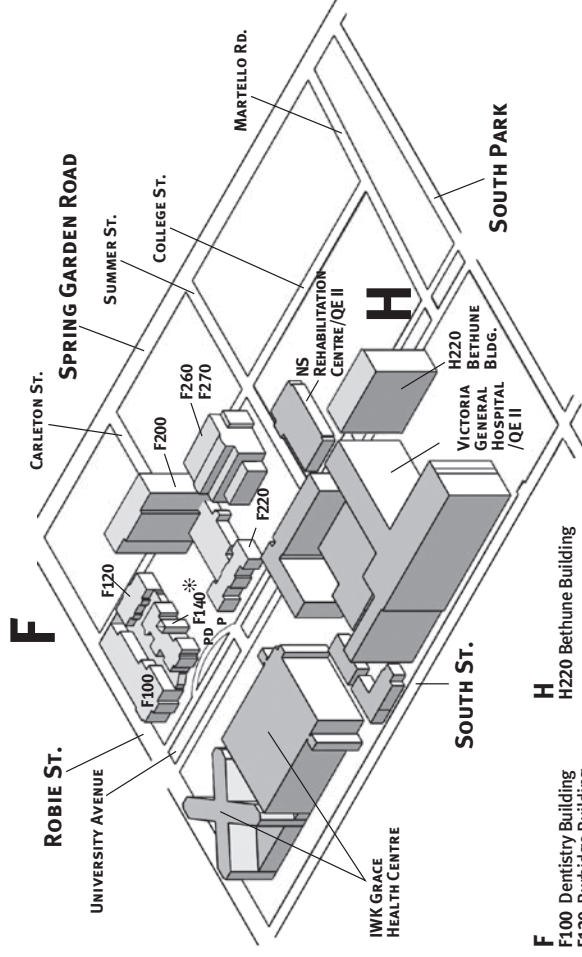 F
ROBIE ST.
UNIVERSITY AVENUE
CARLETON ST.
SPRING GARDEN ROAD
SUMMER ST.
COLLEGE ST.
MARTELLO RD.
SOUTH PARK
F120
F100
F140
F200
F260
F270
F220
PD P
※
NS
REHABILITATION
CENTRE/QE II
H
H220
BETHUNE
BLDG.
VICTORIA
GENERAL
HOSPITAL
/QE II
SOUTH ST.
IWK GRACE
HEALTH CENTRE
F
F100 Dentistry Building
H
H220 Bethune Building